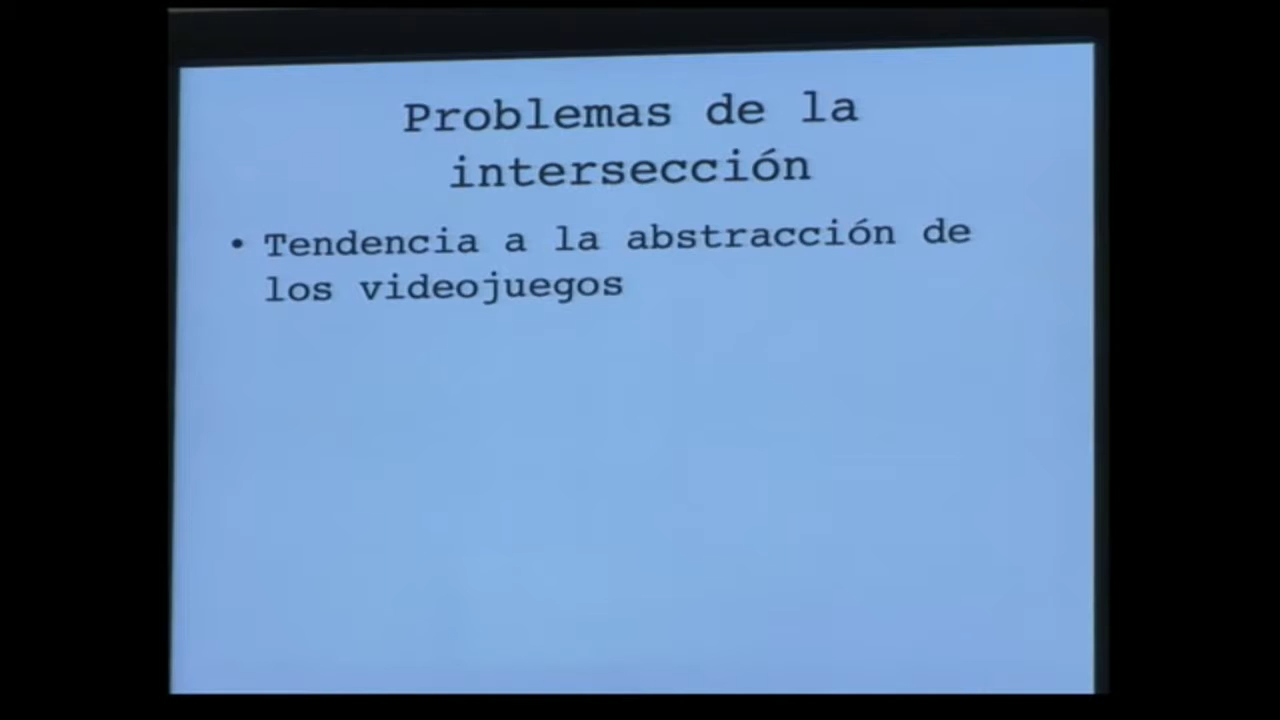 Problemas de la
intersección
• Tendencia a la abstracción de
los videojuegos